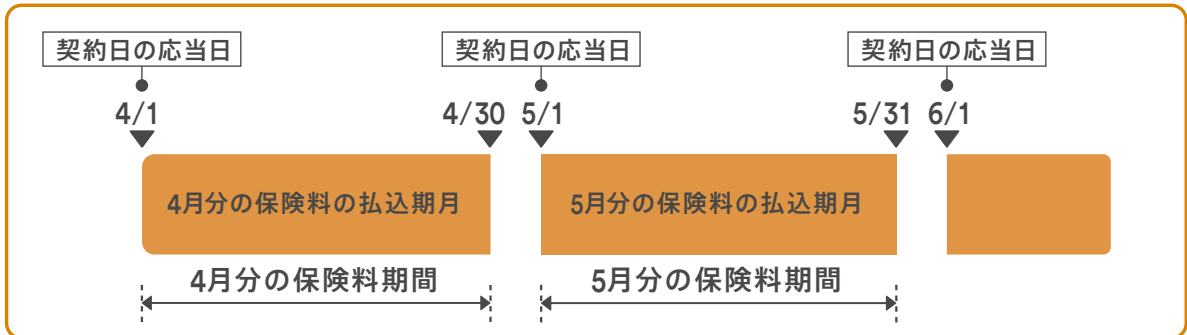 契約日の応当日 契約日の応当日 契約日の応当日
4/1 4/30 5/1 5/31 6/1
4月分の保険料の払込期月 5月分の保険料の払込期月
4月分の保険料期間 5月分の保険料期間